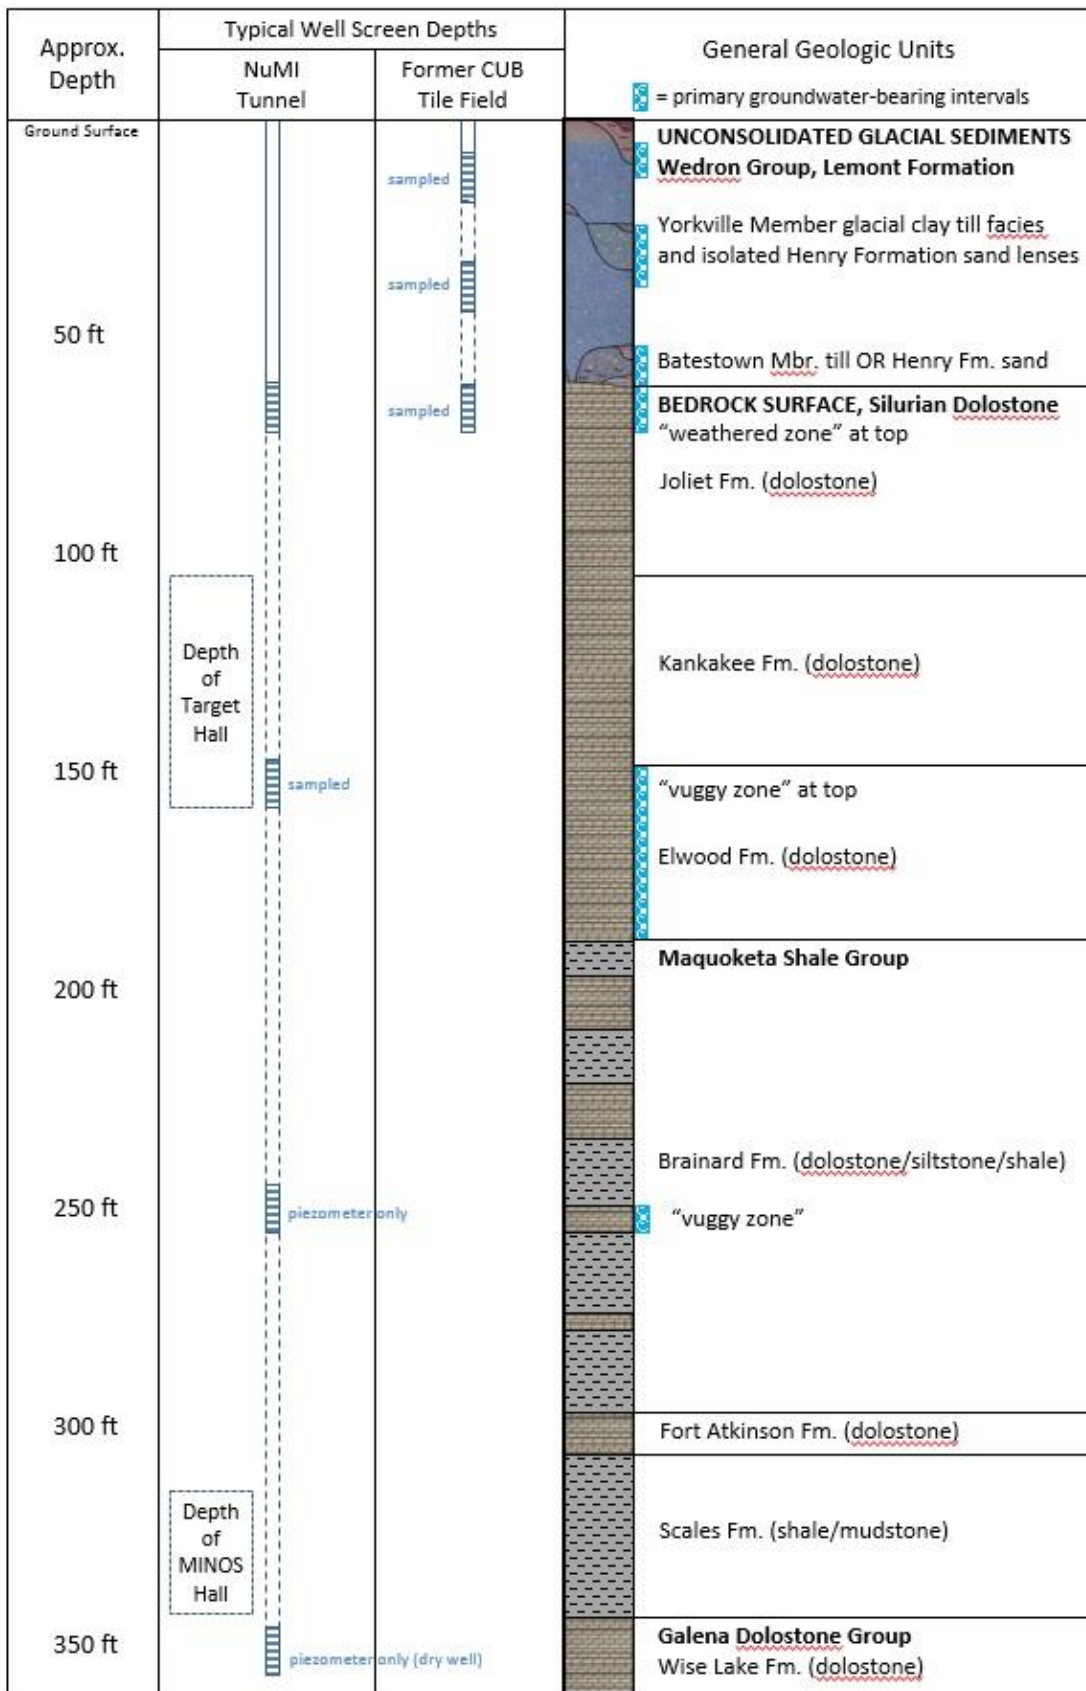 Approx.
Depth
Typical Well Screen Depths
NuMI
Tunnel
Former CUB
Tile Field
General Geologic Units
= primary groundwater-bearing intervals
Ground Surface
UNCONSOLIDATED GLACIAL SEDIMENTS
Wedron Group, Lemont Formation
sampled
Yorkville Member glacial clay till facies
and isolated Henry Formation sand lenses
sampled
50 ft
Batestown Mbr. till OR Henry Fm. sand
sampled
BEDROCK SURFACE, Silurian Dolostone
“weathered zone” at top
Joliet Fm. (dolostone)
100 ft
Depth
of
Target
Hall
Kankakee Fm. (dolostone)
150 ft
sampled
“vuggy zone” at top
Elwood Fm. (dolostone)
Maquoketa Shale Group
200 ft
Brainard Fm. (dolostone/siltstone/shale)
250 ft
piezometer only
“vuggy zone”
300 ft
Fort Atkinson Fm. (dolostone)
Depth
of
MINOS
Hall
Scales Fm. (shale/mudstone)
350 ft
piezometer only (dry well)
Galena Dolostone Group
Wise Lake Fm. (dolostone)